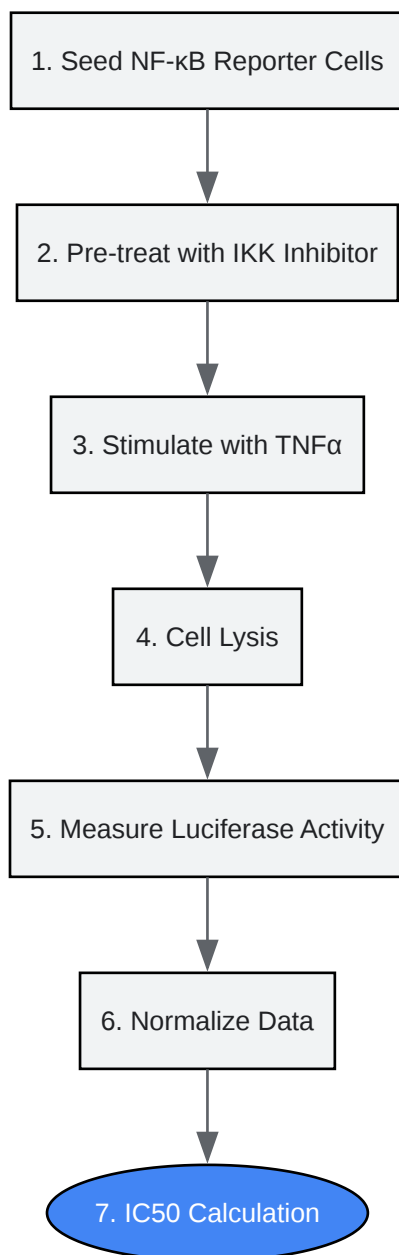 1. Seed NF-κB Reporter Cells
2. Pre-treat with IKK Inhibitor
3. Stimulate with TNFα
4. Cell Lysis
5. Measure Luciferase Activity
6. Normalize Data
7. IC50 Calculation